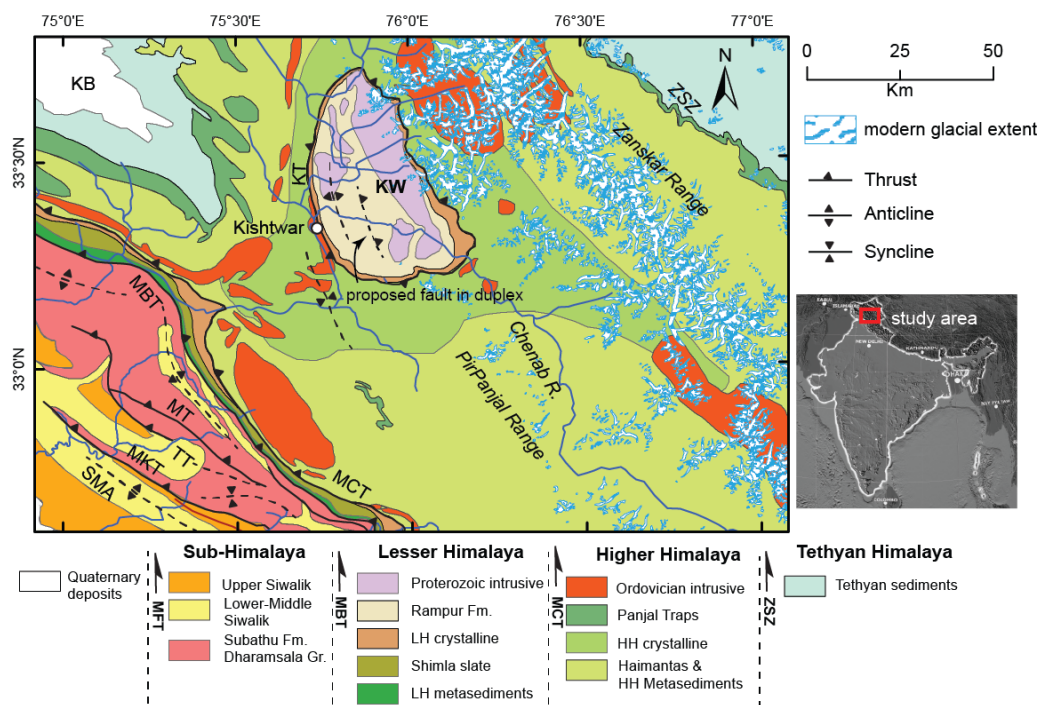 75°0'E
75°30'E
76°0'E
76°30'E
77°0'E
33°30'N
33°0'N
KB
KT
KW
Kishtwar
proposed fault in duplex
ZSZ
Zanskar Range
N
Chenab R.
PirPanjal Range
MBT
MT
TT
MKT
SMA
MCT
0 25 50
Km
modern glacial extent
Thrust
Anticline
Syncline
study area
Quaternary
deposits
MFT
Sub-Himalaya
Upper Siwalik
Lower-Middle
Siwalik
Subathu Fm.
Dharamsala Gr.
MBT
Lesser Himalaya
Proterozoic intrusive
Rampur Fm.
LH crystalline
Shimla slate
LH metasediments
MCT
Higher Himalaya
Ordovician intrusive
Panjal Traps
HH crystalline
Haimantas &
HH Metasediments
ZSZ
Tethyan Himalaya
Tethyan sediments